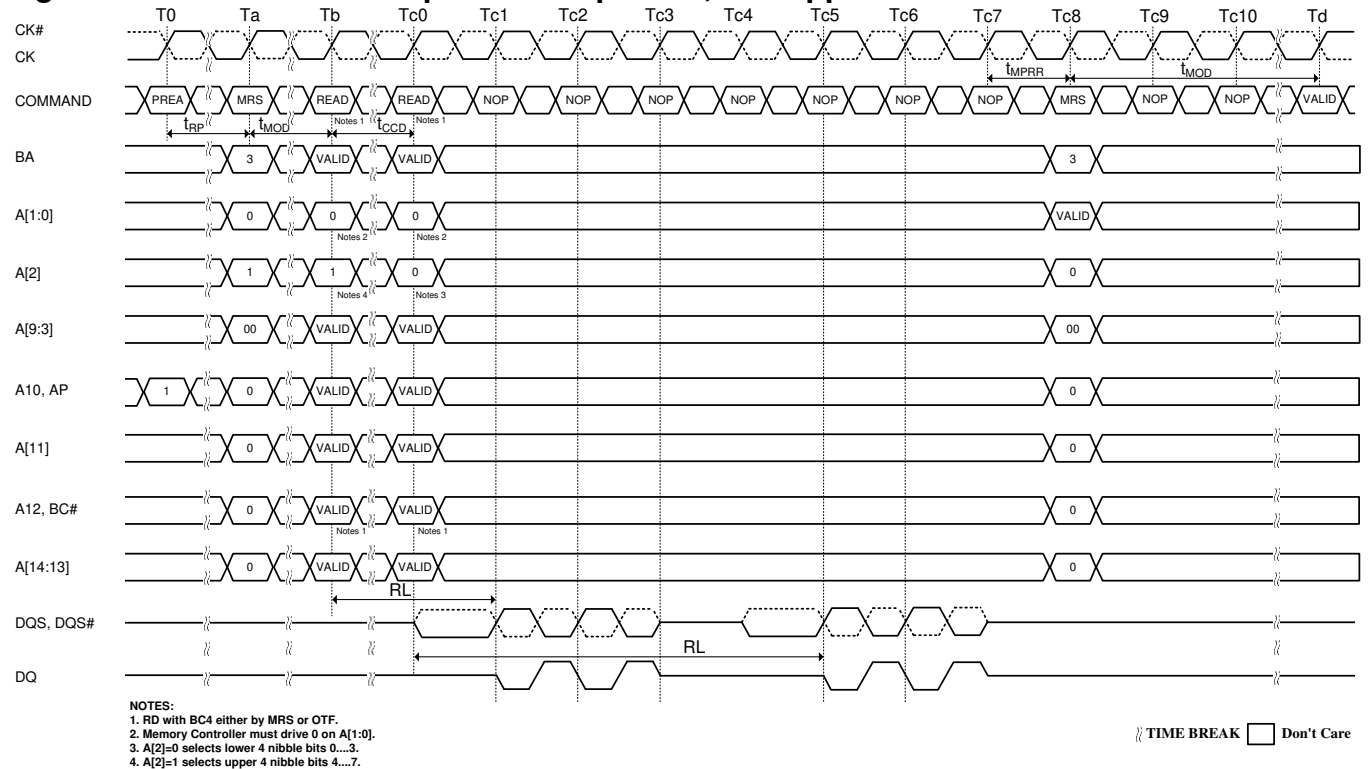 T0 Ta Tb Tc0 Tc1 Tc2 Tc3 Tc4 Tc5 Tc6 Tc7 Tc8 Tc9 Tc10 Td
CK#
CK
tMPRR tMOD
COMMAND PREA MRS READ READ NOP NOP NOP NOP NOP NOP NOP MRS NOP NOP VALID
Notes 1 Notes 1
tRP tMOD tCCD
BA 3 VALID VALID 3
A[1:0] 0 0 0 VALID
Notes 2 Notes 2
A[2] 1 1 0 0
Notes 4 Notes 3
A[9:3] 00 VALID VALID 00
A10, AP 1 0 VALID VALID 0
A[11] 0 VALID VALID 0
A12, BC# 0 VALID VALID 0
Notes 1 Notes 1
A[14:13] 0 VALID VALID 0
RL
DQS, DQS#
RL
DQ
NOTES:
1. RD with BC4 either by MRS or OTF.
2. Memory Controller must drive 0 on A[1:0].
3. A[2]=0 selects lower 4 nibble bits 0....3.
4. A[2]=1 selects upper 4 nibble bits 4....7.
TIME BREAK Don't Care